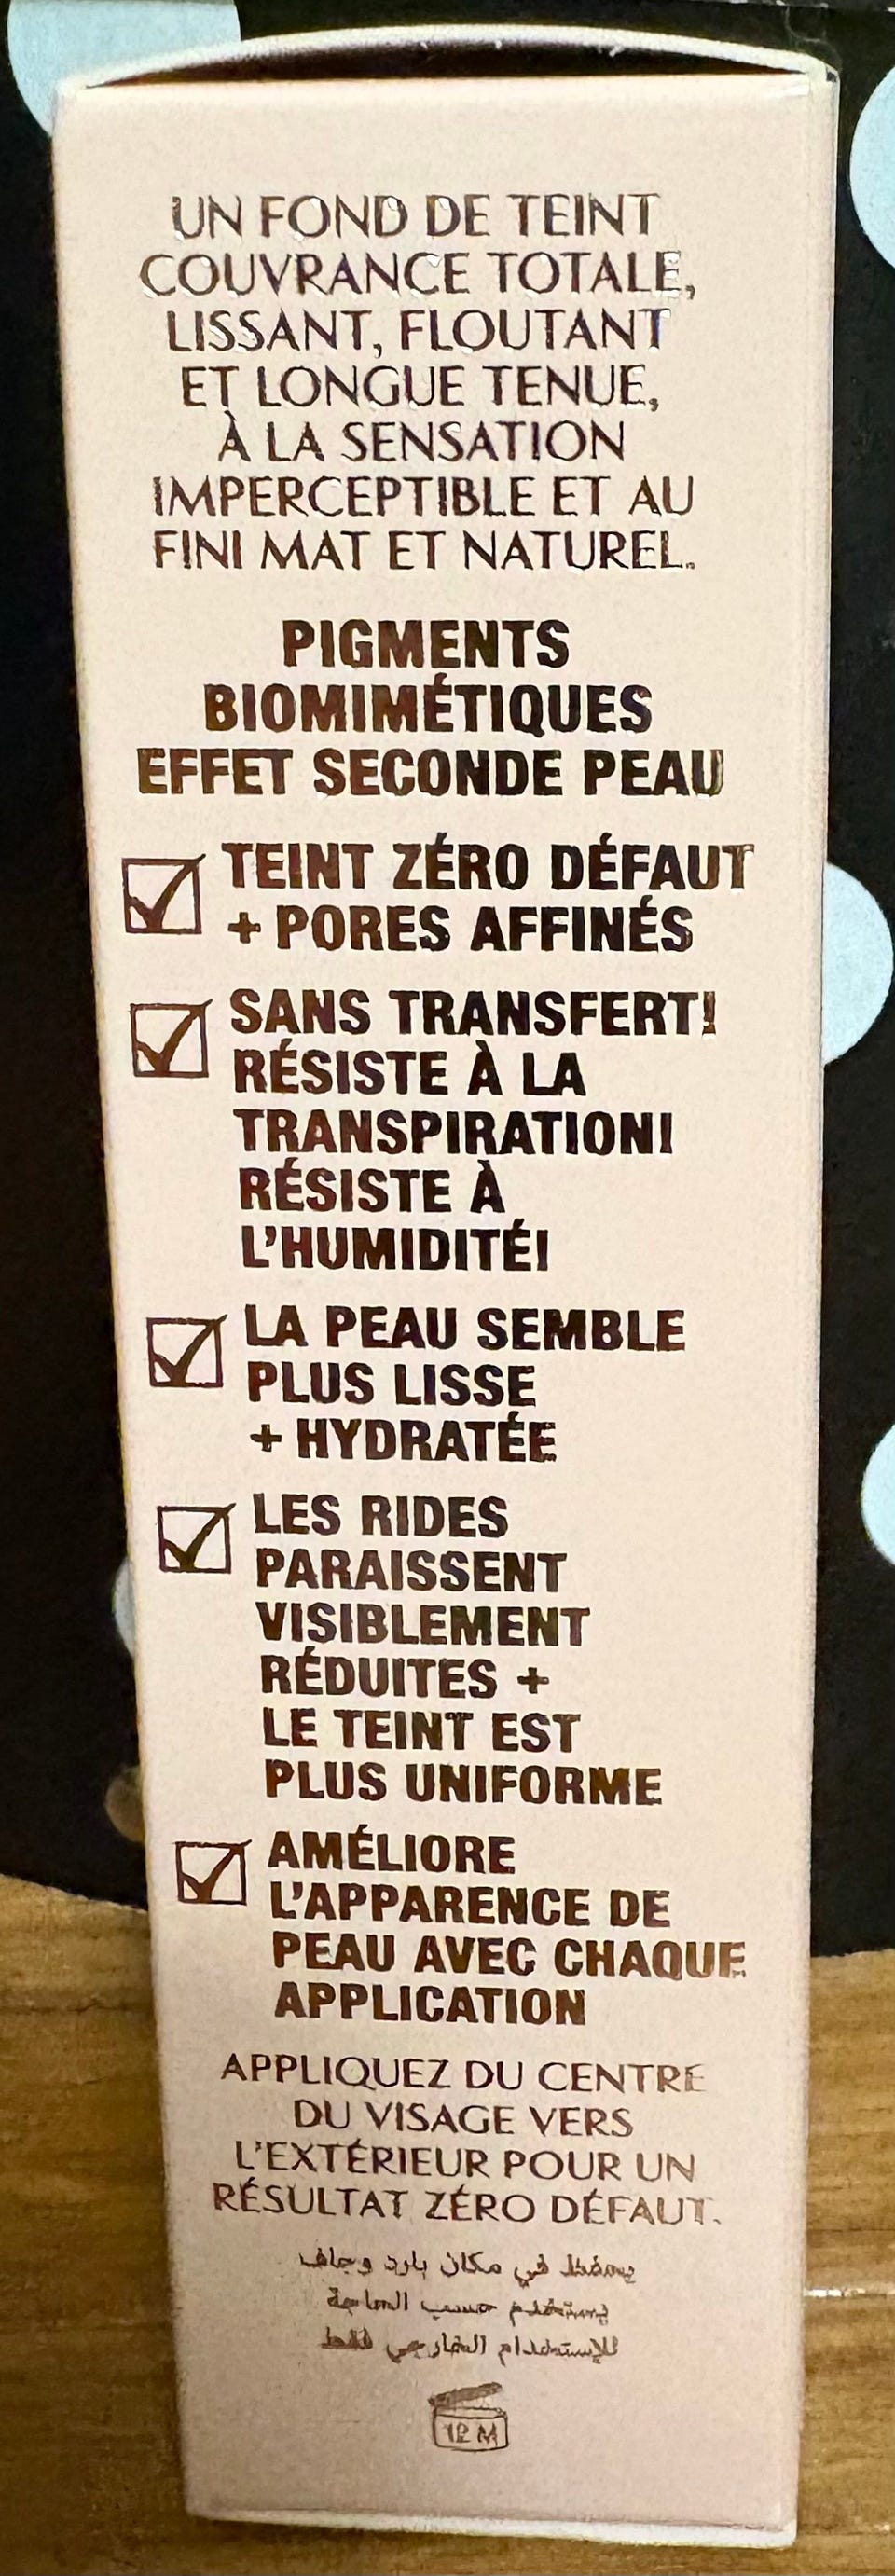 UN FOND DE TEINT
COUVRANCE TOTALE,
LISSANT, FLOUTANT
ET LONGUE TENUE,
À LA SENSATION
IMPERCEPTIBLE ET AU
FINI MAT ET NATUREL.
PIGMENTS
BIOMIMÉTIQUES
EFFET SECONDE PEAU
TEINT ZÉRO DÉFAUT
+ PORES AFFINÉS
SANS TRANSFERT!
RÉSISTE À LA
TRANSPIRATION!
RÉSISTE À
L'HUMIDITÉ!
LA PEAU SEMBLE
PLUS LISSE
+ HYDRATÉE
LES RIDES
PARAISSENT
VISIBLEMENT
RÉDUITES +
LE TEINT EST
PLUS UNIFORME
AMÉLIORE
L'APPARENCE DE
PEAU AVEC CHAQUE
APPLICATION
APPLIQUEZ DU CENTRE
DU VISAGE VERS
L'EXTÉRIEUR POUR UN
RÉSULTAT ZÉRO DÉFAUT.
يحفظ في مكان بارد وجاف
يستخدم حسب الحاجة
للإستخدام الخارجي فقط
12 M